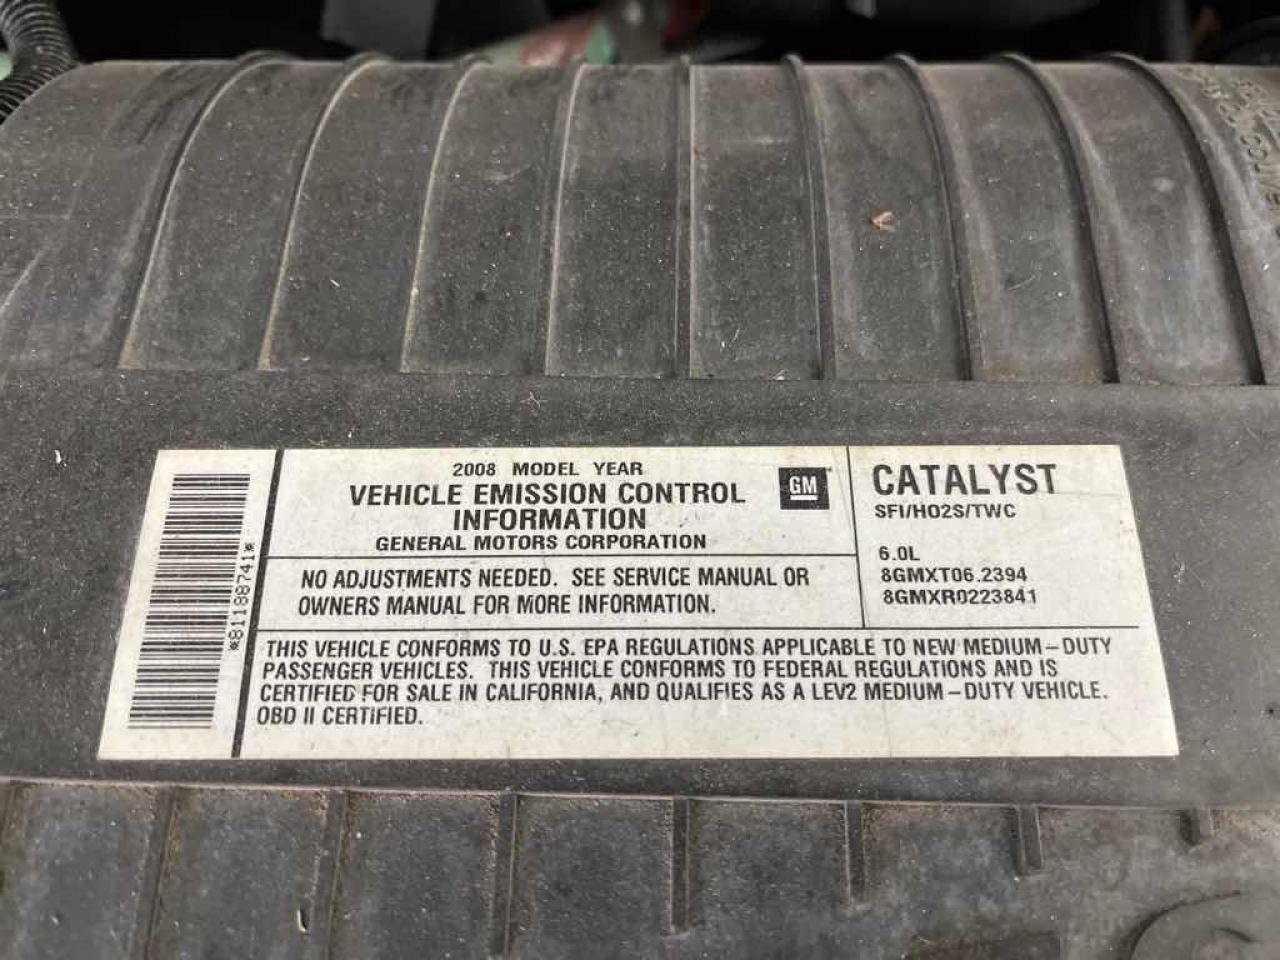 *81188741*
2008 MODEL YEAR
VEHICLE EMISSION CONTROL
INFORMATION
GENERAL MOTORS CORPORATION
GM
NO ADJUSTMENTS NEEDED. SEE SERVICE MANUAL OR
OWNERS MANUAL FOR MORE INFORMATION.
CATALYST
SFI/HO2S/TWC
6.0L
8GMXT06.2394
8GMXR0223841
THIS VEHICLE CONFORMS TO U.S. EPA REGULATIONS APPLICABLE TO NEW MEDIUM-DUTY
PASSENGER VEHICLES. THIS VEHICLE CONFORMS TO FEDERAL REGULATIONS AND IS
CERTIFIED FOR SALE IN CALIFORNIA, AND QUALIFIES AS A LEV2 MEDIUM-DUTY VEHICLE.
OBD II CERTIFIED.